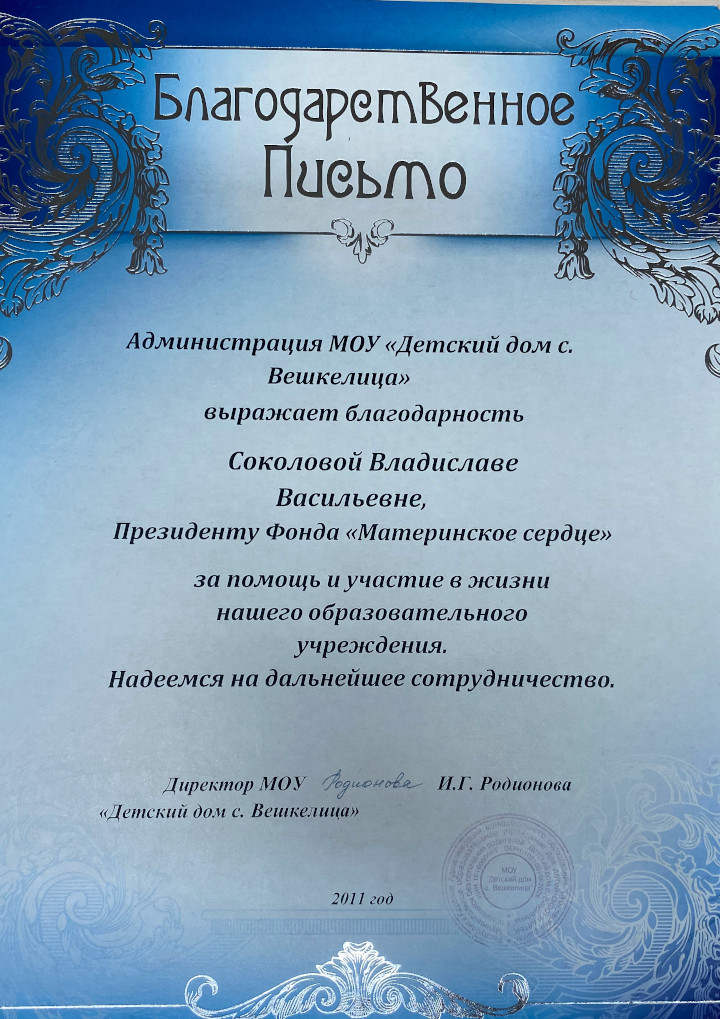 Благодарственное
Письмо
Администрация МОУ «Детский дом с.
Вешкелица»
выражает благодарность
Соколовой Владиславе
Васильевне,
Президенту Фонда «Материнское сердце»
за помощь и участие в жизни
нашего образовательного
учреждения.
Надеемся на дальнейшее сотрудничество.
Директор МОУ Родионова И.Г. Родионова
«Детский дом с. Вешкелица»
МОУ
Детский дом
с. Вешкелица
2011 год